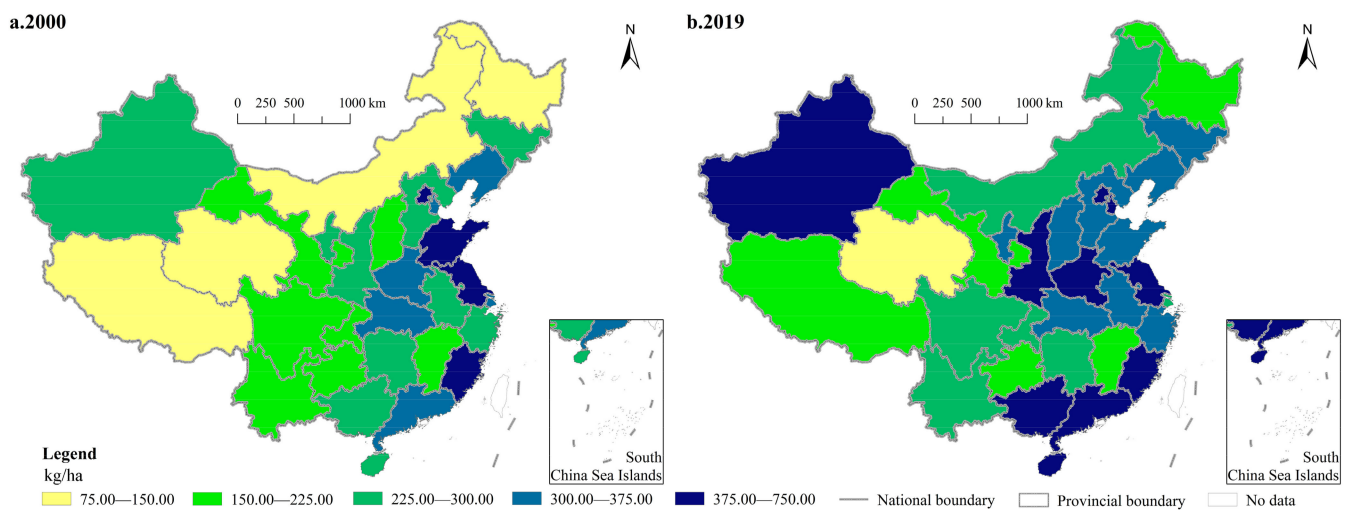 a.2000
N
0 250 500 1000 km
South
China Sea Islands
b.2019
N
0 250 500 1000 km
South
China Sea Islands
Legend
kg/ha
75.00—150.00
150.00—225.00
225.00—300.00
300.00—375.00
375.00—750.00
National boundary
Provincial boundary
No data